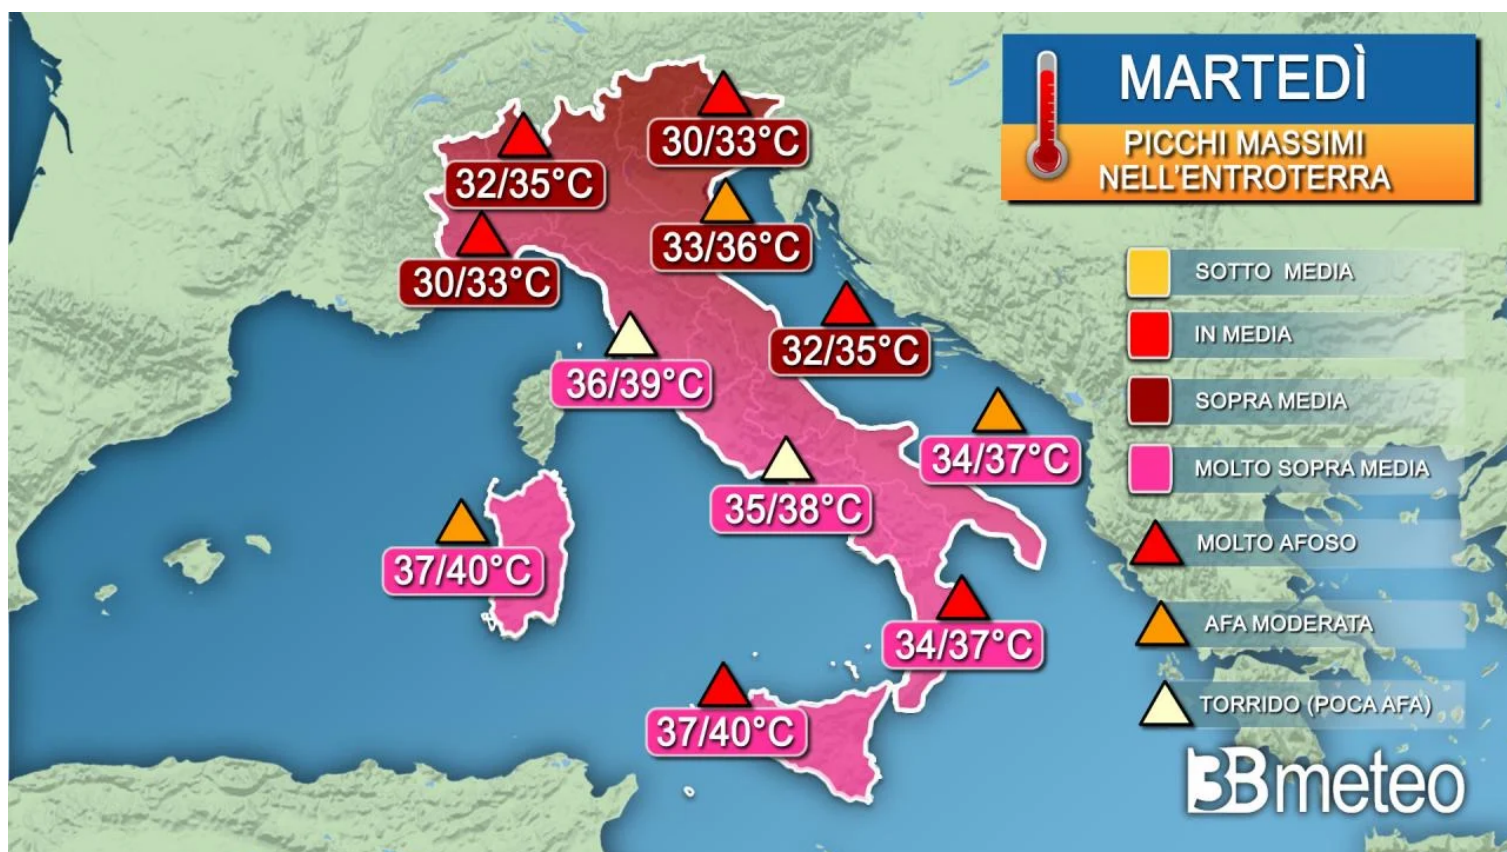 MARTEDÌ
PICCHI MASSIMI
NELL'ENTROTERRA
30/33°C
32/35°C
33/36°C
30/33°C
32/35°C
36/39°C
34/37°C
35/38°C
37/40°C
34/37°C
37/40°C
SOTTO MEDIA
IN MEDIA
SOPRA MEDIA
MOLTO SOPRA MEDIA
MOLTO AFOSO
AFA MODERATA
TORRIDO (POCA AFA)
3Bmeteo